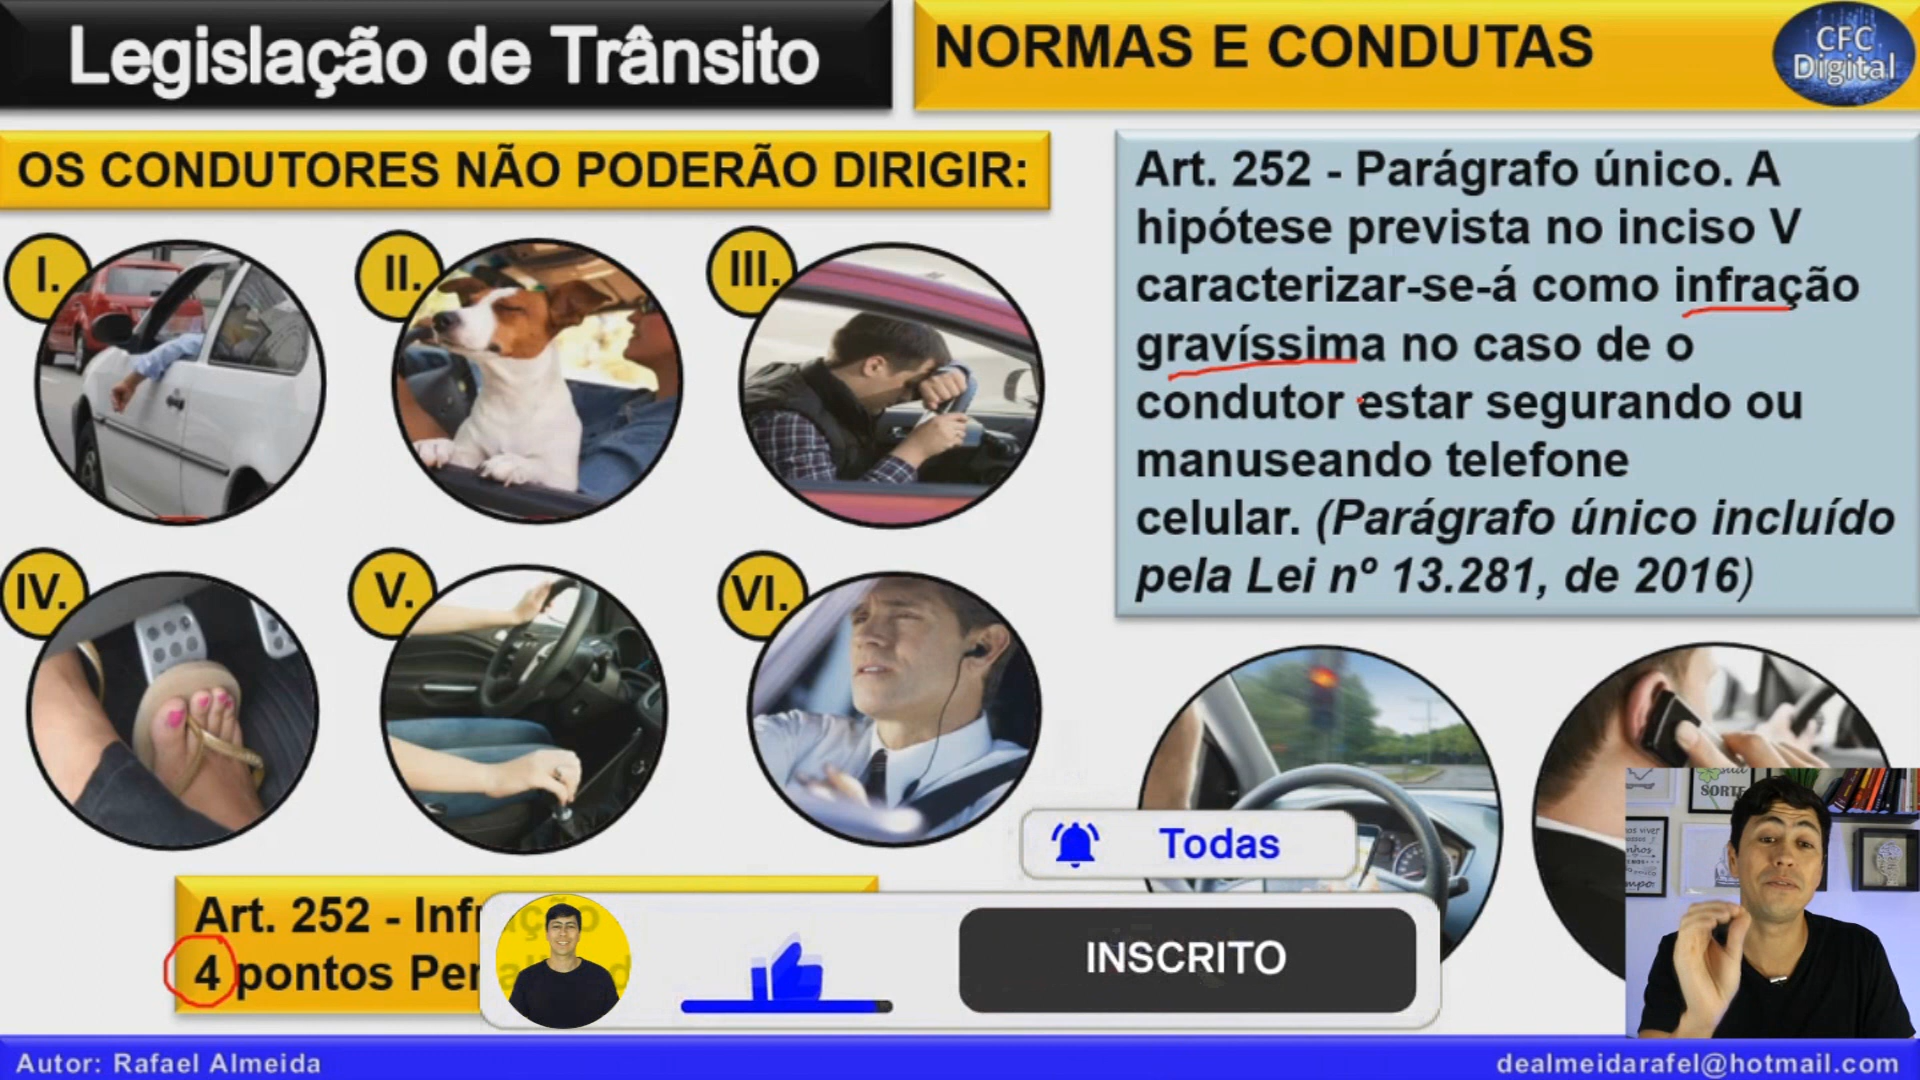 Legislação de Trânsito
NORMAS E CONDUTAS
CFC
Digital
OS CONDUTORES NÃO PODERÃO DIRIGIR:
I.
II.
III.
IV.
V.
VI.
Art. 252 - Parágrafo único. A
hipótese prevista no inciso V
caracterizar-se-á como infração
gravíssima no caso de o
condutor estar segurando ou
manuseando telefone
celular. (Parágrafo único incluído
pela Lei nº 13.281, de 2016)
Todas
Art. 252 - Infração
4 pontos
INSCRITO
SORTE
Autor: Rafael Almeida
dealmeidarafel@hotmail.com